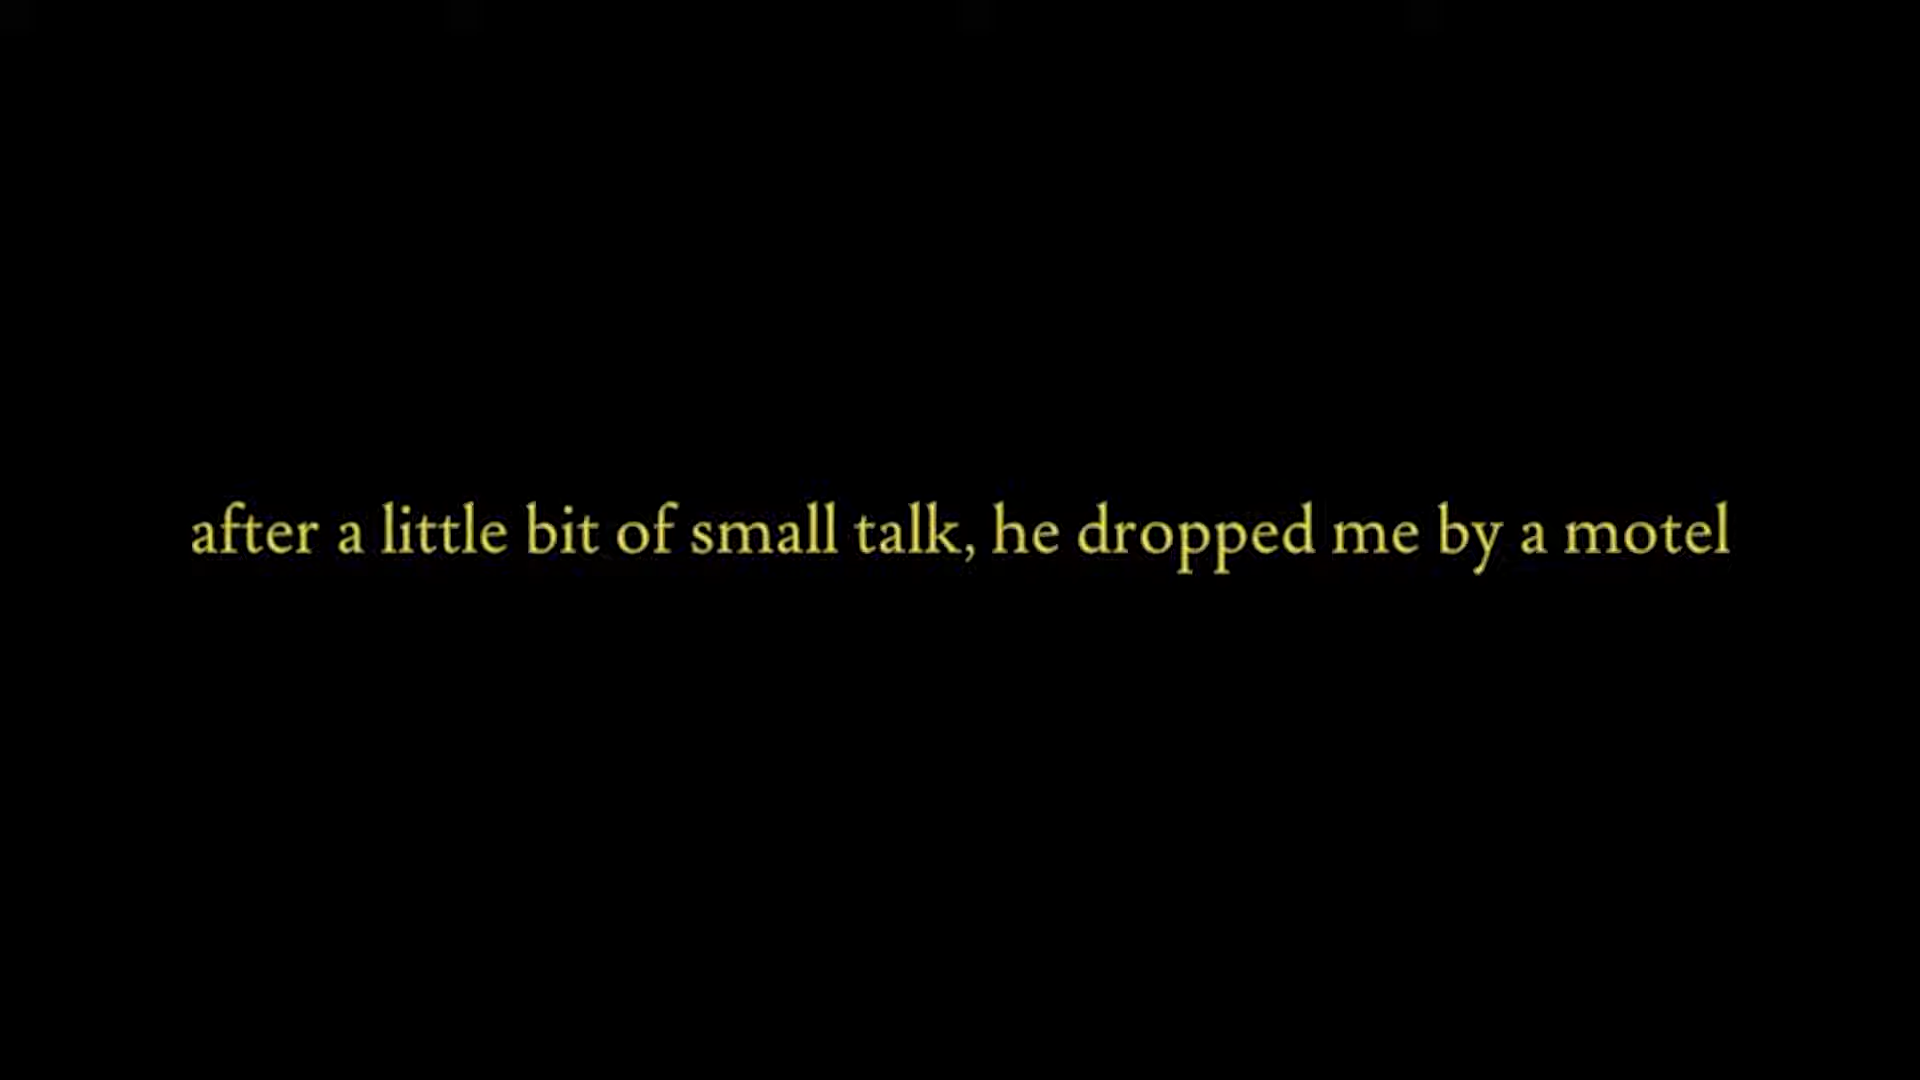 after a little bit of small talk, he dropped me by a motel